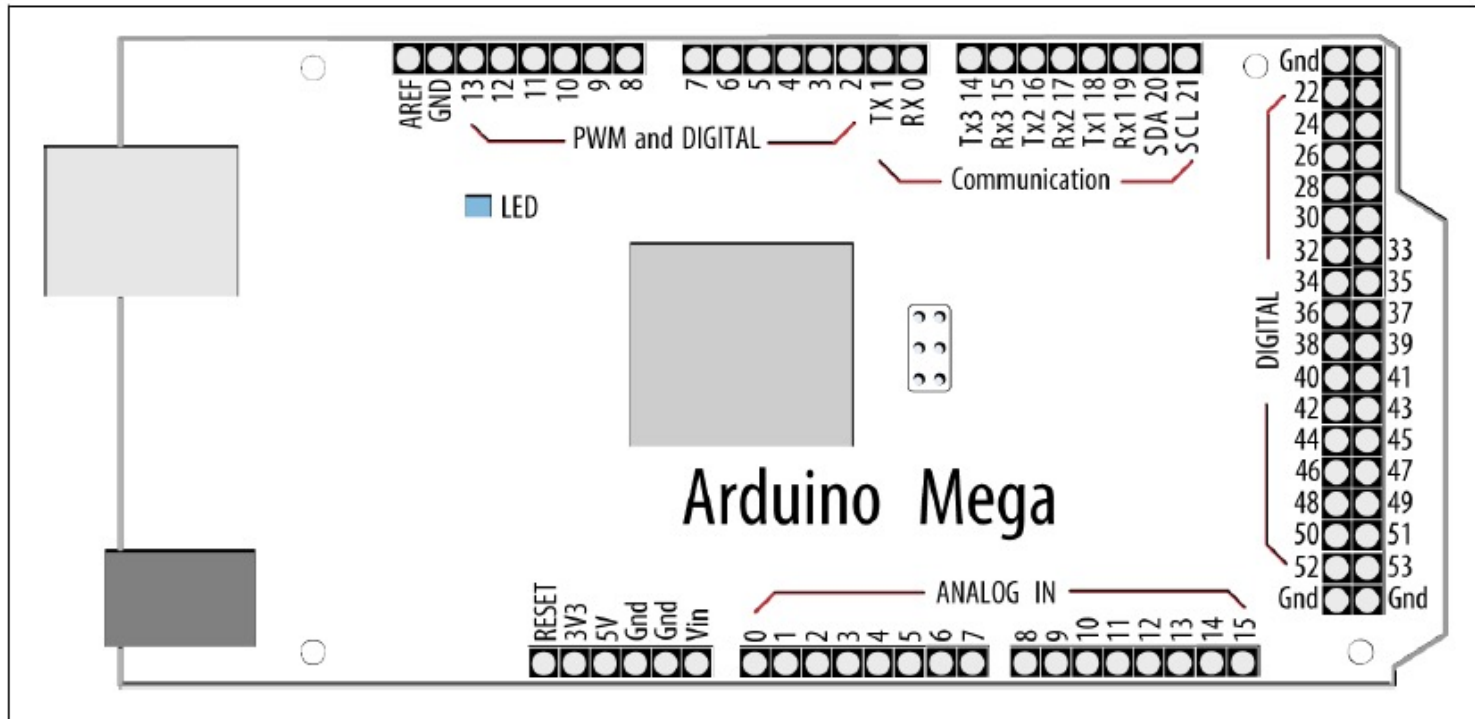 AREF
GND
13
12
11
10
9
8
7
6
5
4
3
2
TX 1
RX 0
Tx3 14
Rx3 15
Tx2 16
Rx2 17
Tx1 18
Rx1 19
SDA 20
SCL 21
PWM and DIGITAL
Communication
LED
Gnd
22
24
26
28
30
32 33
34 35
36 37
38 39
40 41
42 43
44 45
46 47
48 49
50 51
52 53
Gnd Gnd
DIGITAL
Arduino Mega
ANALOG IN
RESET
3V3
5V
Gnd
Gnd
Vin
0
1
2
3
4
5
6
7
8
9
10
11
12
13
14
15